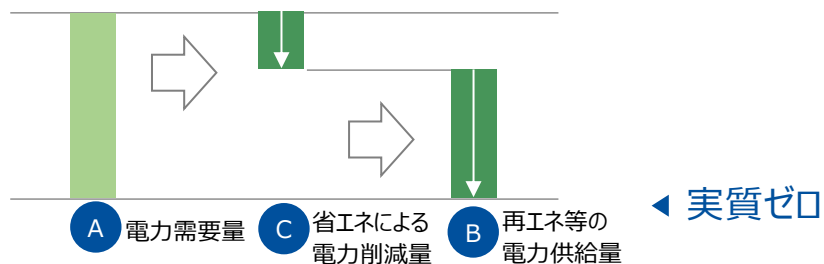 A 電力需要量
C 省エネによる
電力削減量
B 再エネ等の
電力供給量
◀ 実質ゼロ